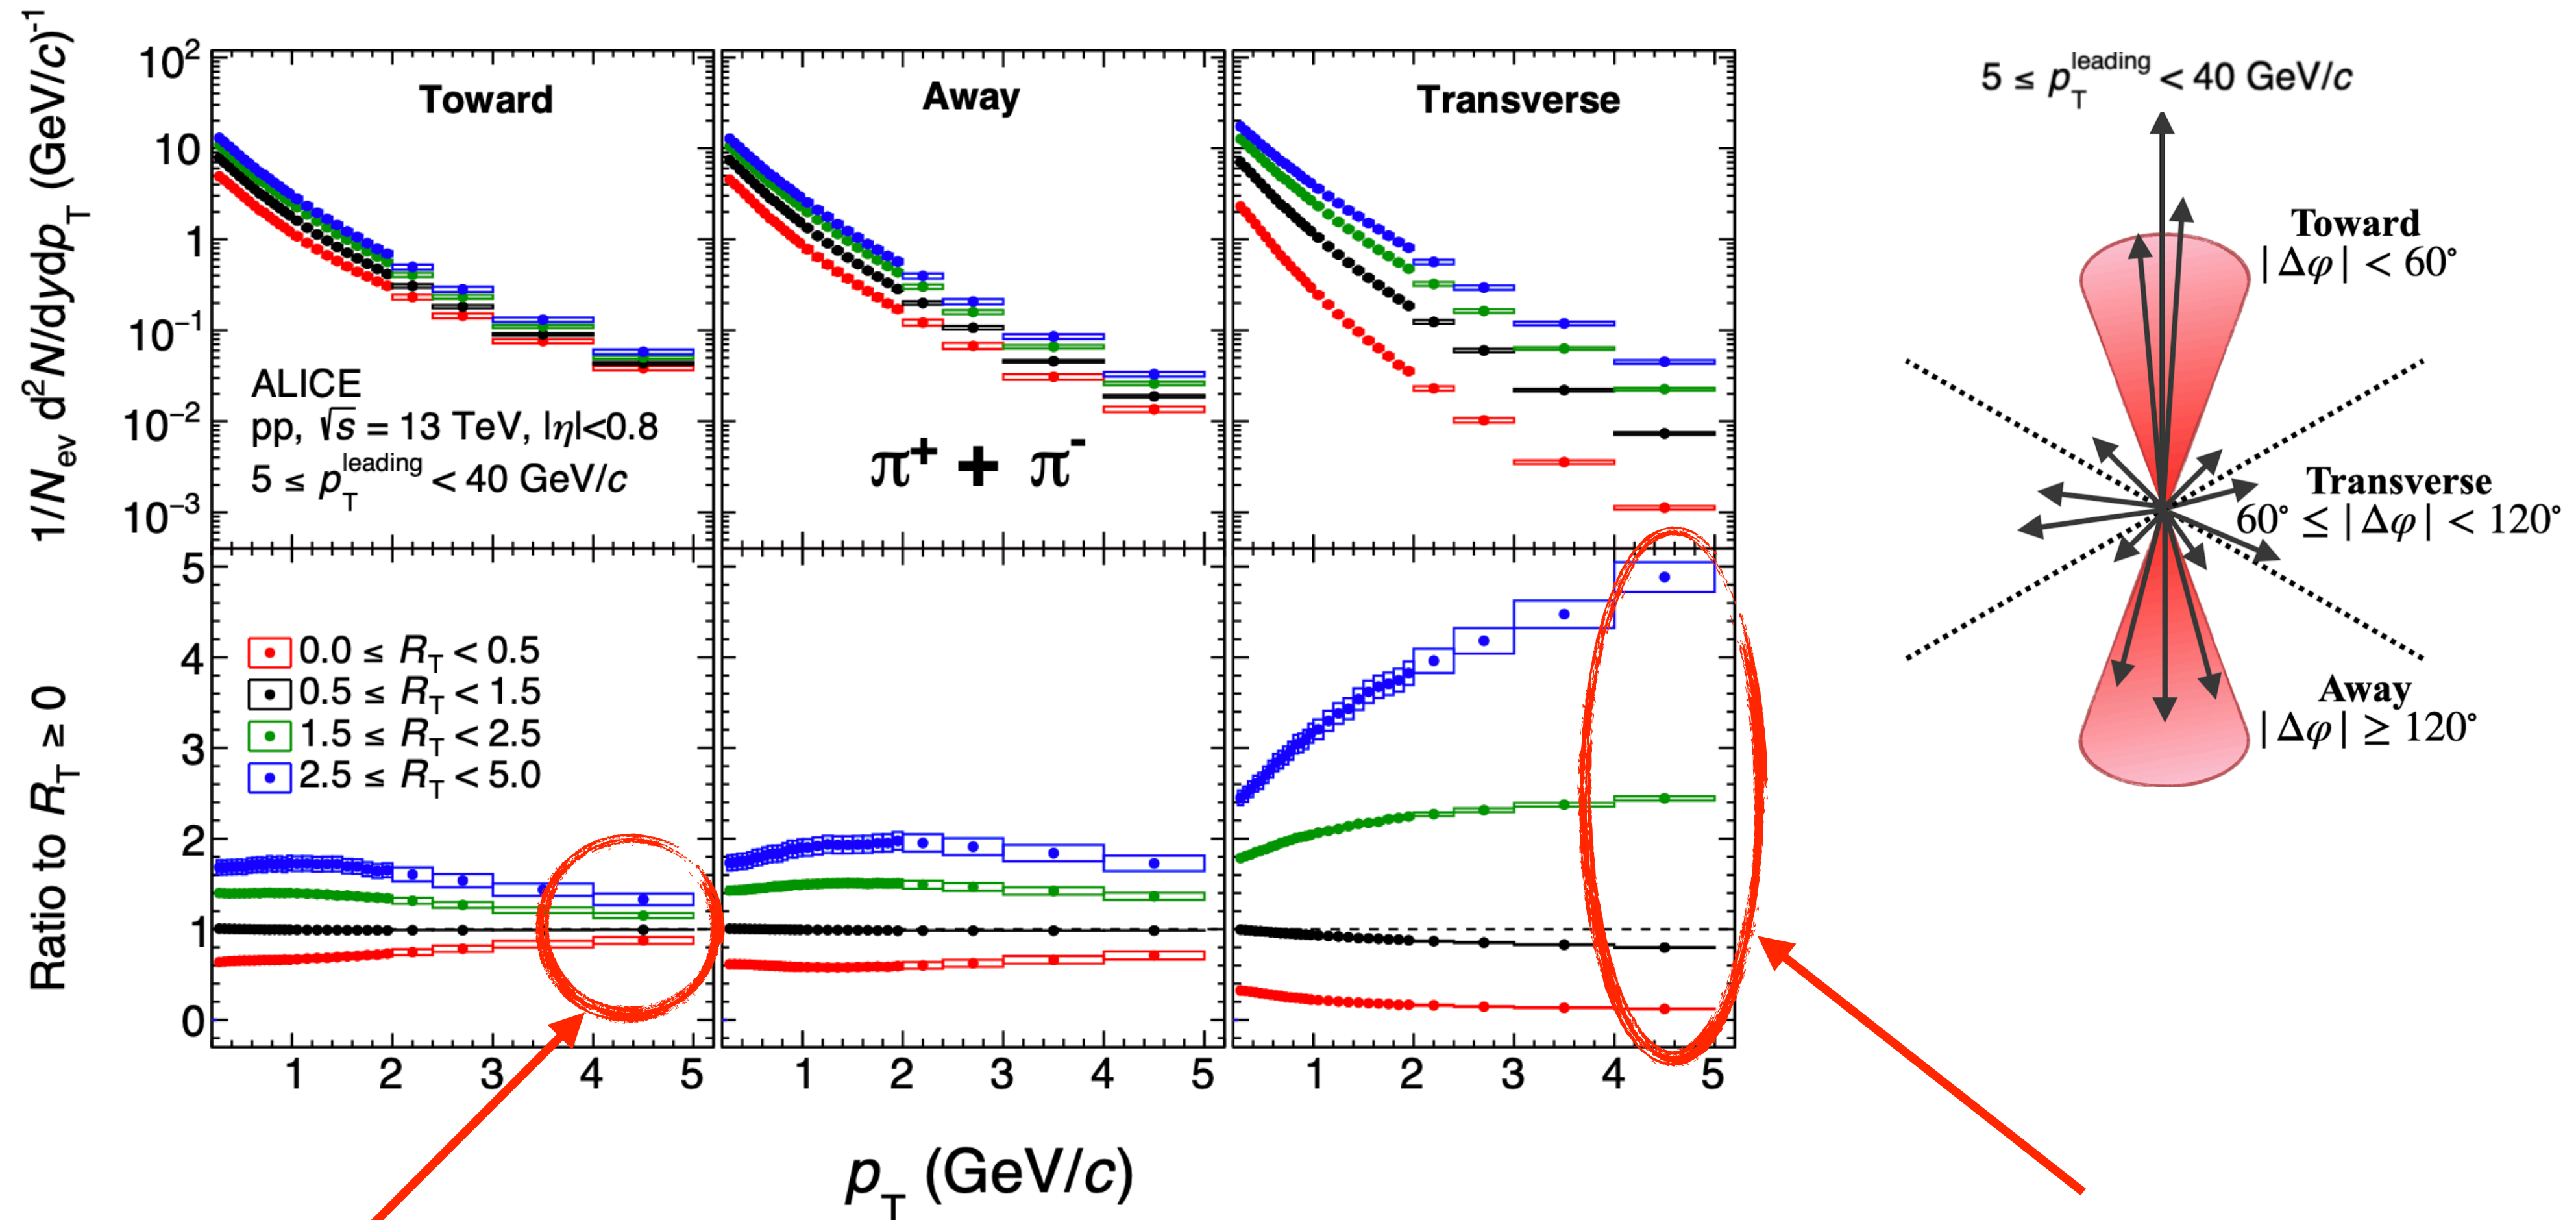 1/N_ev d²N/dydp_T (GeV/c)⁻¹
10²
10
1
10⁻¹
10⁻²
10⁻³
Toward
ALICE
pp, √s = 13 TeV, |η|<0.8
5 ≤ p_T^leading < 40 GeV/c
Away
π⁺ + π⁻
Transverse
Ratio to R_T ≥ 0
5
4
3
2
1
0
0.0 ≤ R_T < 0.5
0.5 ≤ R_T < 1.5
1.5 ≤ R_T < 2.5
2.5 ≤ R_T < 5.0
1 2 3 4 5
1 2 3 4 5
1 2 3 4 5
p_T (GeV/c)
5 ≤ p_T^leading < 40 GeV/c
Toward
|Δφ| < 60°
Transverse
60° ≤ |Δφ| < 120°
Away
|Δφ| ≥ 120°